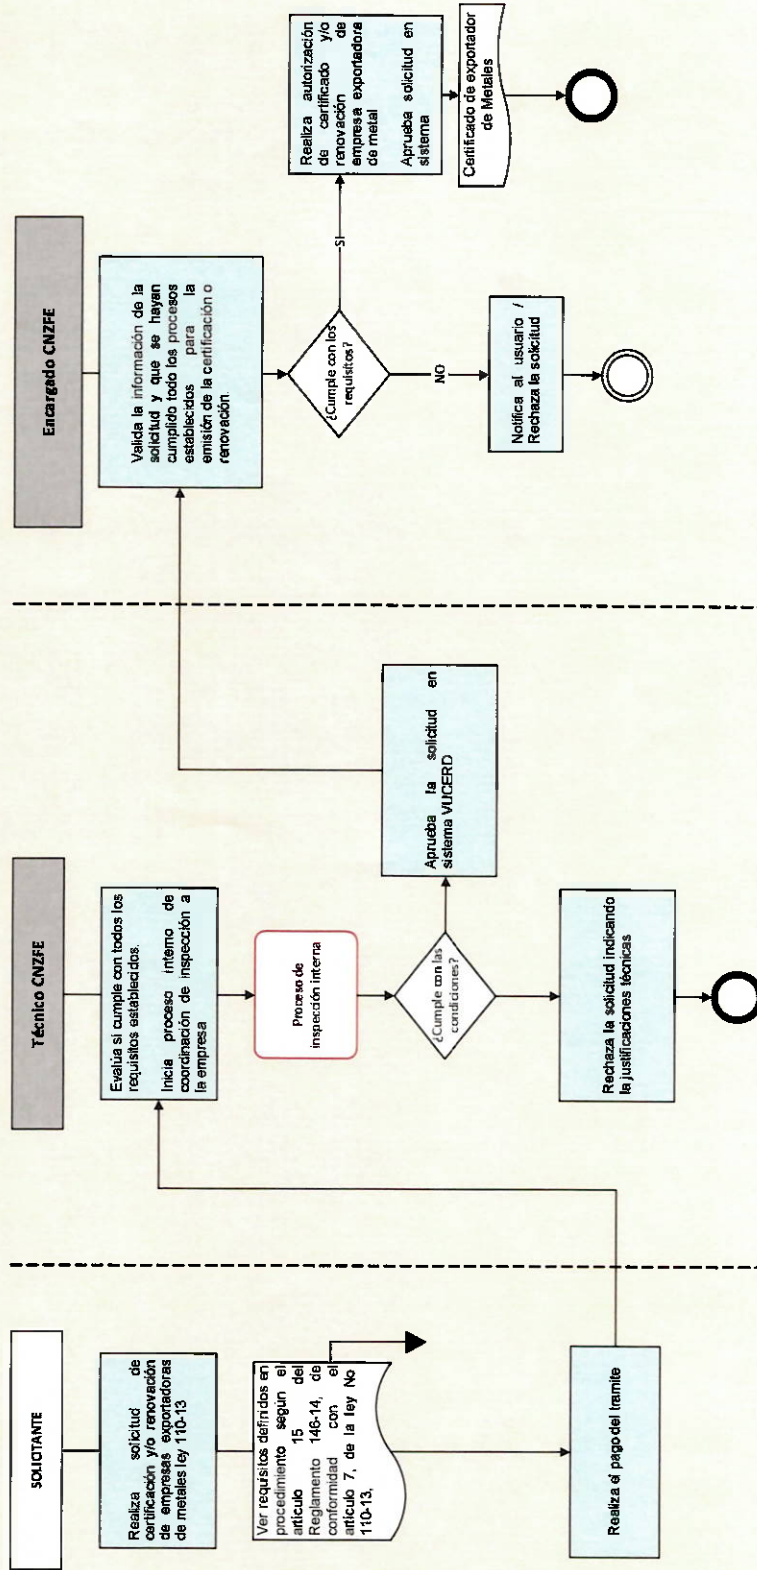 SOLICITANTE
Realiza solicitud de
certificación y/o renovación
de empresas exportadoras
de metales ley 110-13
Ver requisitos definidos en
procedimiento según el
articulo 15 del
Reglamento 146-14, de
conformidad con el
articulo 7, de la ley No
110-13.
Realiza el pago del tramite
Técnico CNZFE
Evalúa si cumple con todos los
requisitos establecidos.
Inicia proceso interno de
coordinación de inspección a
la empresa
Proceso de
inspección interna
¿Cumple con las
condiciones?
Aprueba la solicitud en
sistema VUCERD
Rechaza la solicitud indicando
la justificaciones técnicas
Encargado CNZFE
Valida la información de la
solicitud y que se hayan
cumplido todo los procesos
establecidos para la
emisión de la certificación o
renovación.
¿Cumple con los
requisitos?
SI
NO
Realiza autorización
de certificado y/o
renovación de
empresa exportadora
de metal
Aprueba solicitud en
sistema
Certificado de exportador
de Metales
Notifica al usuario /
Rechaza la solicitud